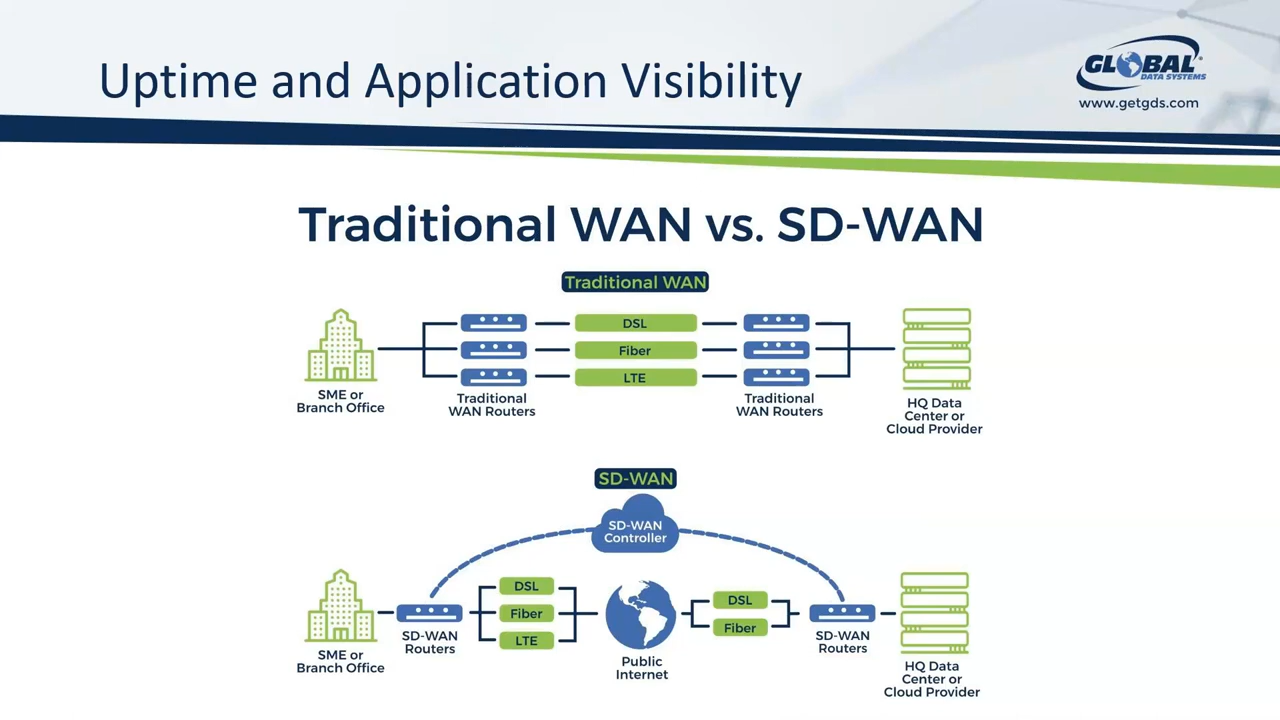 Uptime and Application Visibility
GLOBAL
DATA SYSTEMS
www.getgds.com
Traditional WAN vs. SD-WAN
Traditional WAN
DSL
Fiber
LTE
SME or
Branch Office
Traditional
WAN Routers
Traditional
WAN Routers
HQ Data
Center or
Cloud Provider
SD-WAN
SD-WAN
Controller
DSL
Fiber
LTE
DSL
Fiber
SME or
Branch Office
SD-WAN
Routers
Public
Internet
SD-WAN
Routers
HQ Data
Center or
Cloud Provider